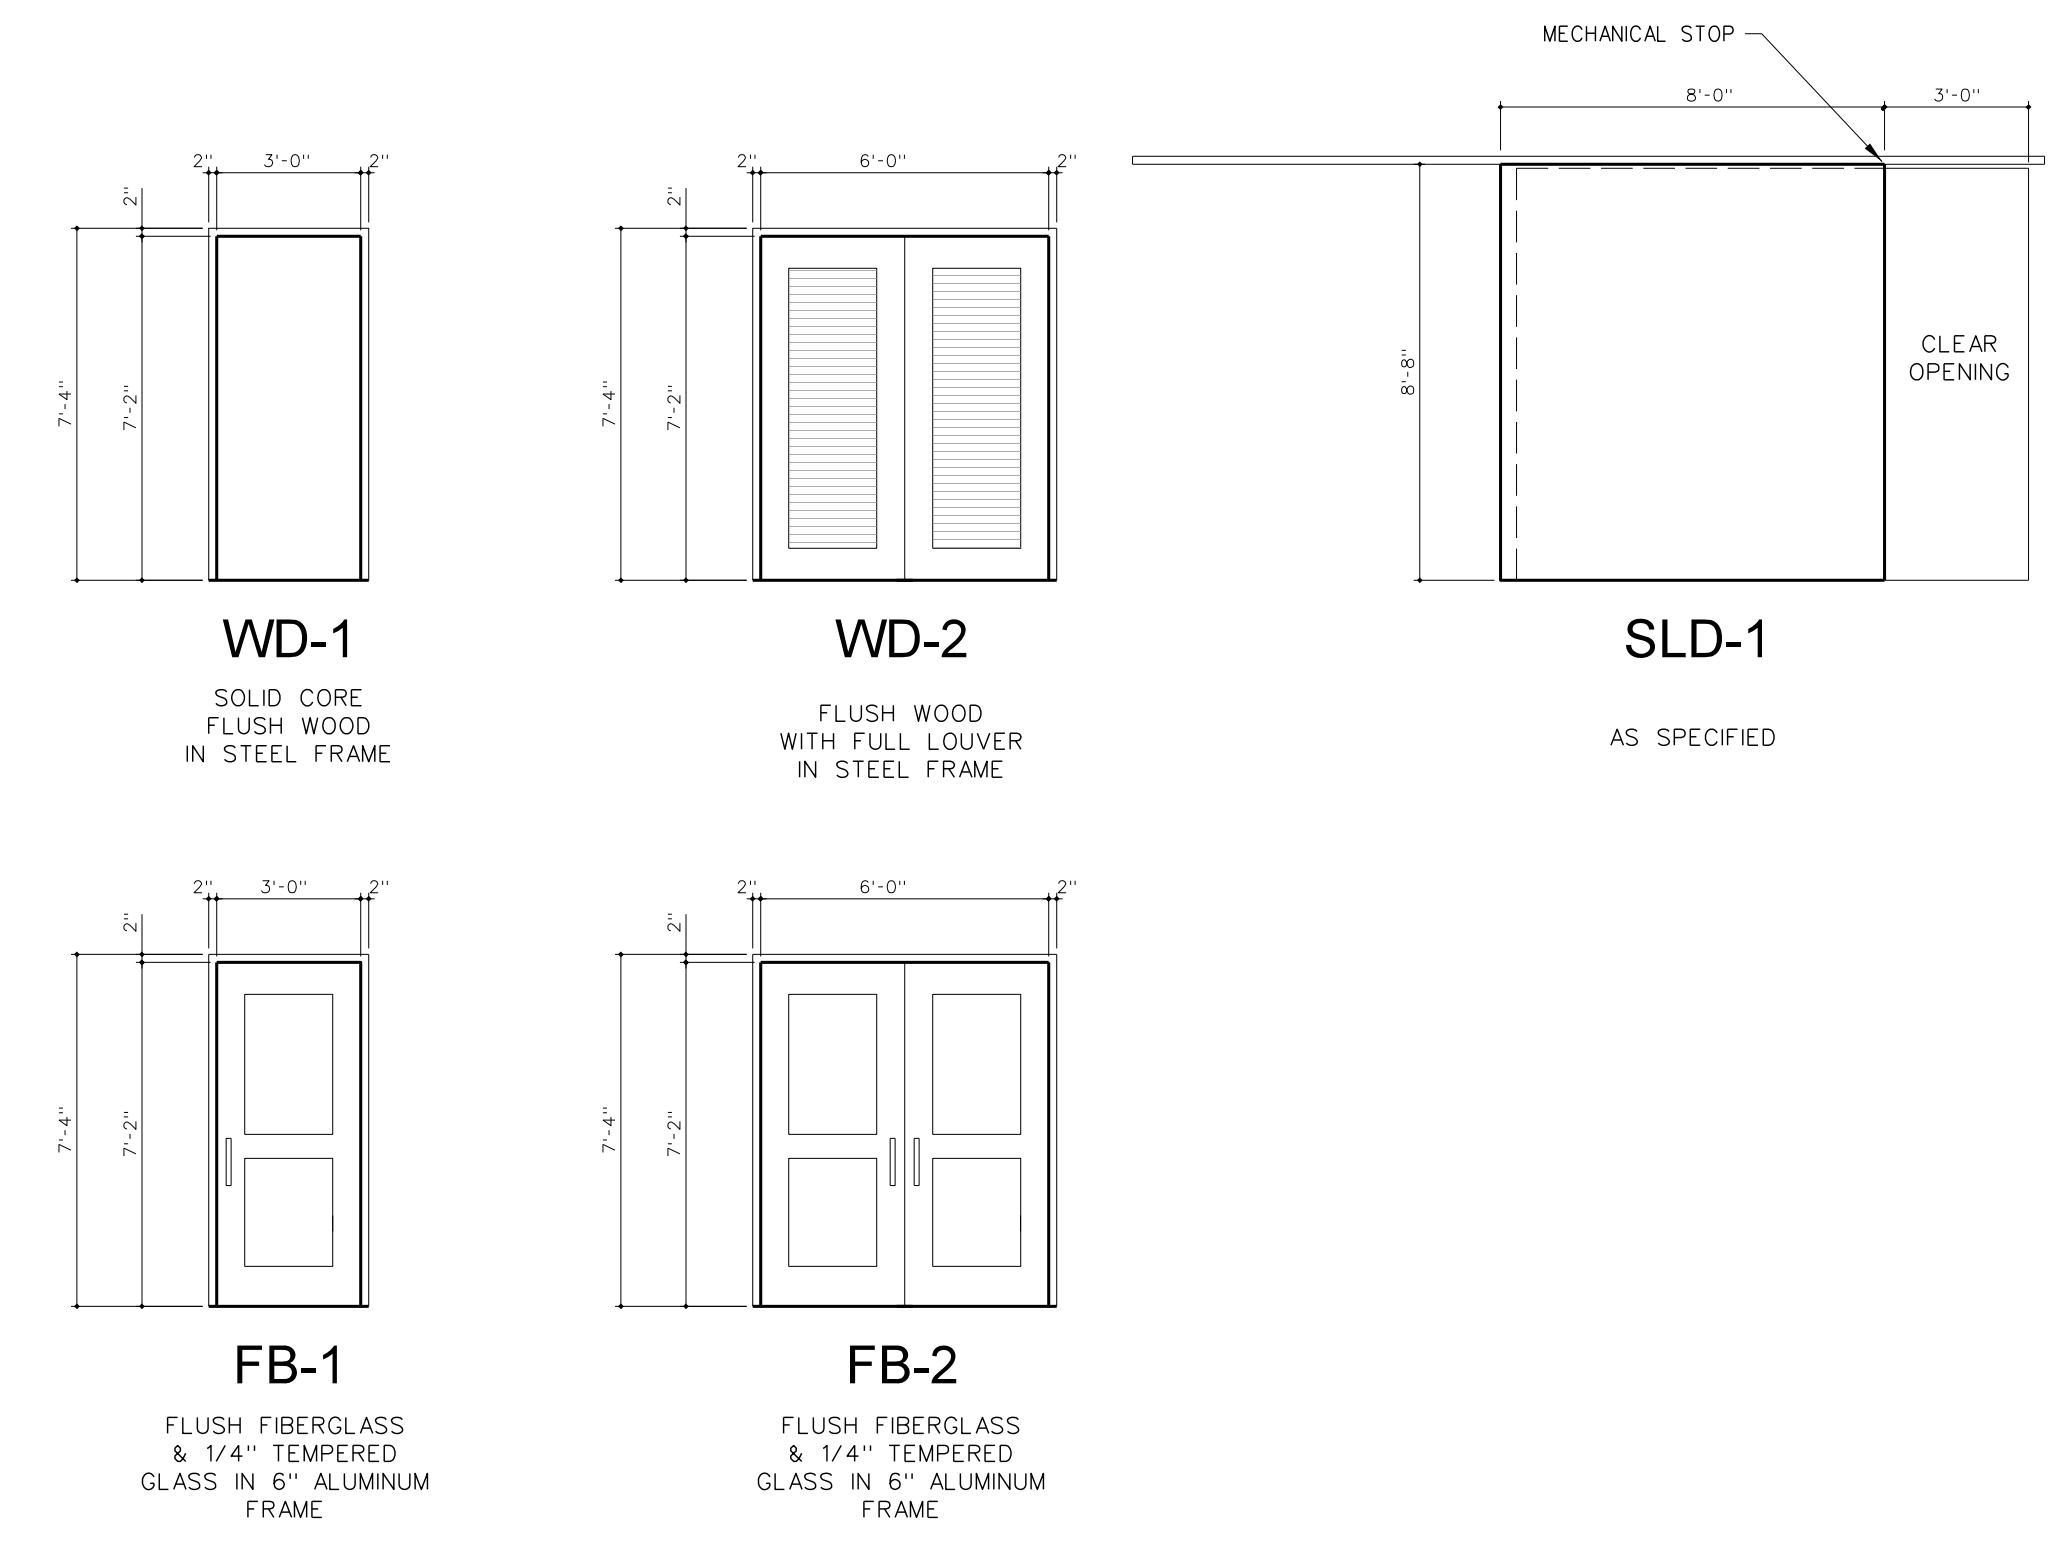 MECHANICAL STOP
8'-0" 3'-0"
2" 3'-0" 2"
2"
7'-4"
7'-2"
2" 6'-0" 2"
2"
7'-4"
7'-2"
8'-8"
CLEAR
OPENING
WD-1
SOLID CORE
FLUSH WOOD
IN STEEL FRAME
WD-2
FLUSH WOOD
WITH FULL LOUVER
IN STEEL FRAME
SLD-1
AS SPECIFIED
2" 3'-0" 2"
2"
7'-4"
7'-2"
2" 6'-0" 2"
2"
7'-4"
7'-2"
FB-1
FLUSH FIBERGLASS
& 1/4" TEMPERED
GLASS IN 6" ALUMINUM
FRAME
FB-2
FLUSH FIBERGLASS
& 1/4" TEMPERED
GLASS IN 6" ALUMINUM
FRAME